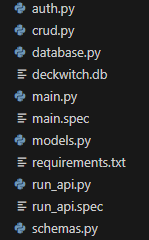 auth.py
crud.py
database.py
deckwitch.db
main.py
main.spec
models.py
requirements.txt
run_api.py
run_api.spec
schemas.py